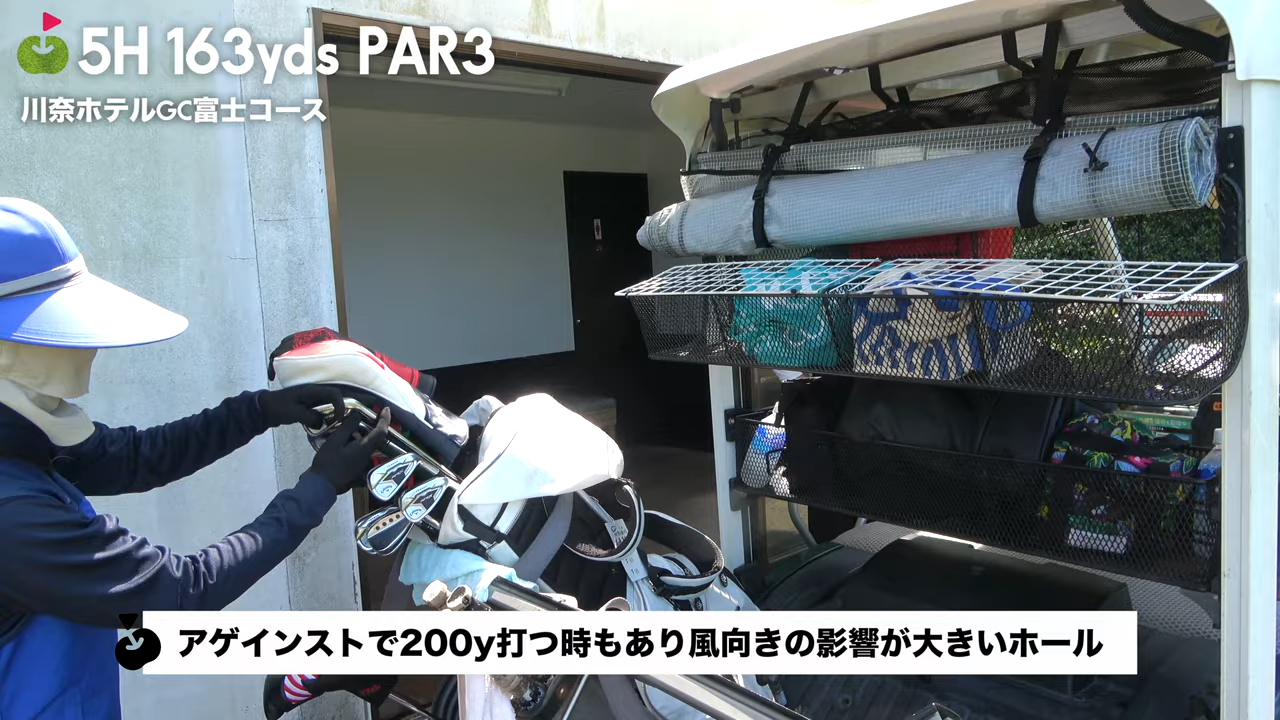 5H 163yds PAR3
川奈ホテルGC富士コース
アゲインストで200y打つ時もあり風向きの影響が大きいホール